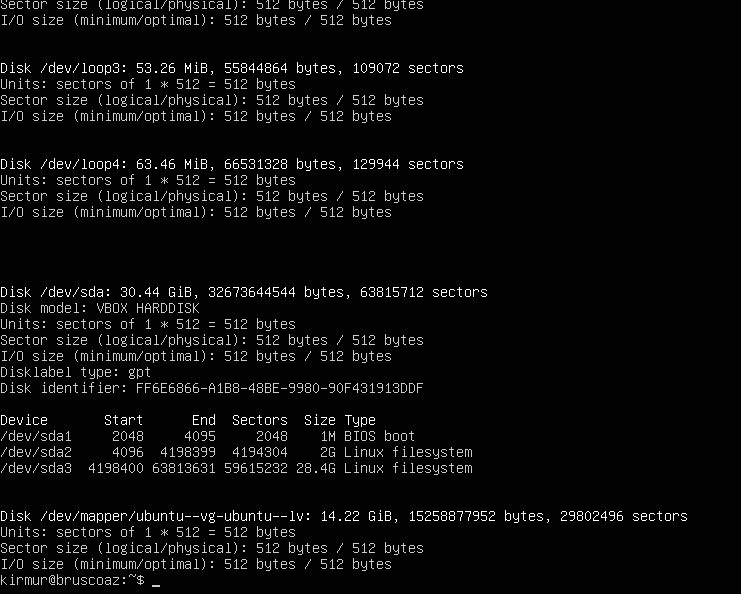 Sector size (logical/physical): 512 bytes / 512 bytes
I/O size (minimum/optimal): 512 bytes / 512 bytes
Disk /dev/loop3: 53.26 MiB, 55844864 bytes, 109072 sectors
Units: sectors of 1 * 512 = 512 bytes
Sector size (logical/physical): 512 bytes / 512 bytes
I/O size (minimum/optimal): 512 bytes / 512 bytes
Disk /dev/loop4: 63.46 MiB, 66531328 bytes, 129944 sectors
Units: sectors of 1 * 512 = 512 bytes
Sector size (logical/physical): 512 bytes / 512 bytes
I/O size (minimum/optimal): 512 bytes / 512 bytes
Disk /dev/sda: 30.44 GiB, 32673644544 bytes, 63815712 sectors
Disk model: VBOX HARDDISK
Units: sectors of 1 * 512 = 512 bytes
Sector size (logical/physical): 512 bytes / 512 bytes
I/O size (minimum/optimal): 512 bytes / 512 bytes
Disklabel type: gpt
Disk identifier: FF6E6866-A1B8-48BE-9980-90F431913DDF
Device Start End Sectors Size Type
/dev/sda1 2048 4095 2048 1M BIOS boot
/dev/sda2 4096 4198399 4194304 2G Linux filesystem
/dev/sda3 4198400 63813631 59615232 28.4G Linux filesystem
Disk /dev/mapper/ubuntu--vg-ubuntu--lv: 14.22 GiB, 15258877952 bytes, 29802496 sectors
Units: sectors of 1 * 512 = 512 bytes
Sector size (logical/physical): 512 bytes / 512 bytes
I/O size (minimum/optimal): 512 bytes / 512 bytes
kirmur@bruscoaz:~$ _